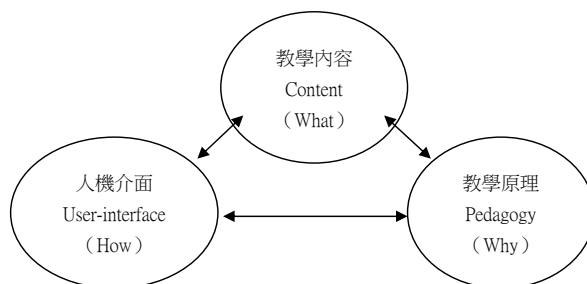 教學內容
Content
（What）
人機介面
User-interface
（How）
教學原理
Pedagogy
（Why）